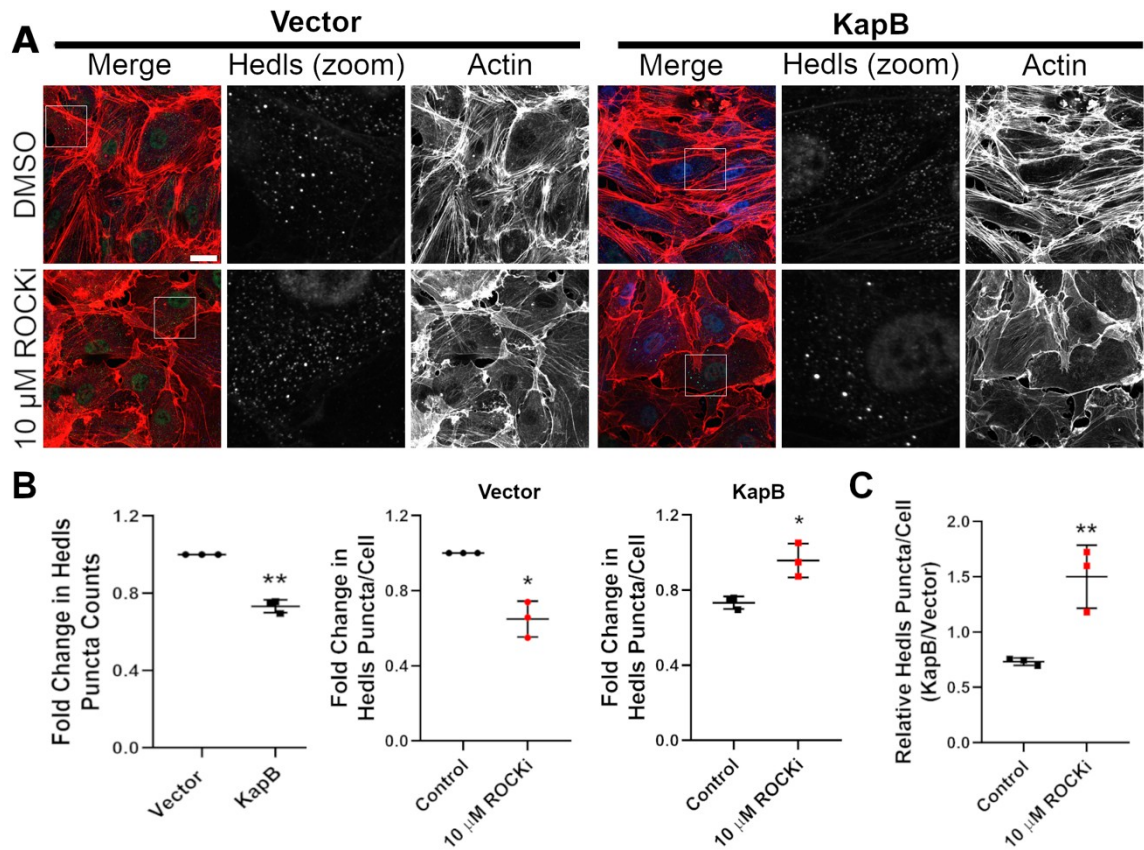 A
Vector
KapB
Merge
Hedls (zoom)
Actin
Merge
Hedls (zoom)
Actin
DMSO
10 µM ROCKi
B
Fold Change in Hedls
Puncta Counts
1.2
0.8
0.4
0.0
**
Vector
KapB
Vector
Fold Change in
Hedls Puncta/Cell
1.2
0.8
0.4
0.0
*
Control
10 µM ROCKi
KapB
Fold Change in
Hedls Puncta/Cell
1.2
0.8
0.4
0.0
*
Control
10 µM ROCKi
C
Relative Hedls Puncta/Cell
(KapB/Vector)
2.0
1.5
1.0
0.5
0.0
**
Control
10 µM ROCKi